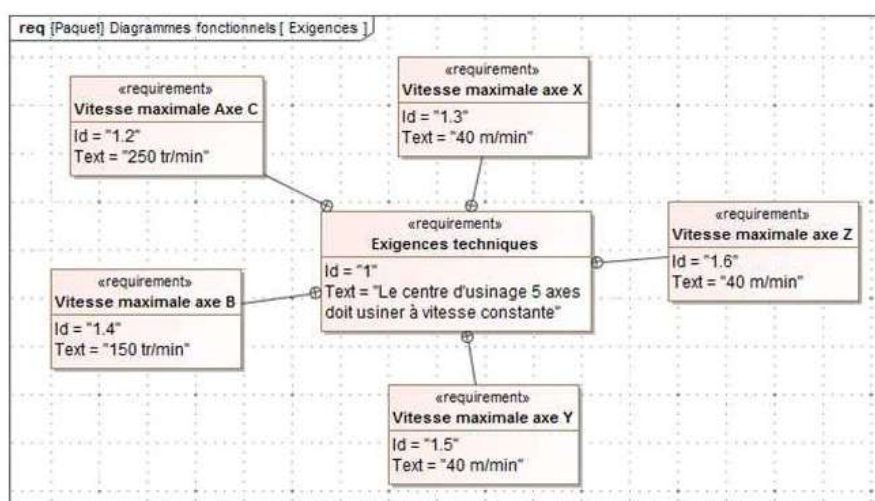 req [Paquet] Diagrammes fonctionnels [ Exigences ]
«requirement»
Vitesse maximale Axe C
Id = "1.2"
Text = "250 tr/min"
«requirement»
Vitesse maximale axe X
Id = "1.3"
Text = "40 m/min"
«requirement»
Exigences techniques
Id = "1"
Text = "Le centre d'usinage 5 axes
doit usiner à vitesse constante"
«requirement»
Vitesse maximale axe Z
Id = "1.6"
Text = "40 m/min"
«requirement»
Vitesse maximale axe B
Id = "1.4"
Text = "150 tr/min"
«requirement»
Vitesse maximale axe Y
Id = "1.5"
Text = "40 m/min"